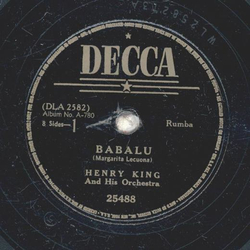 DECCA
(DLA 2582)
Album No. A-780
8 Sides—1
Rumba
BABALU
(Margarita Lecuona)
HENRY KING
And His Orchestra
25488